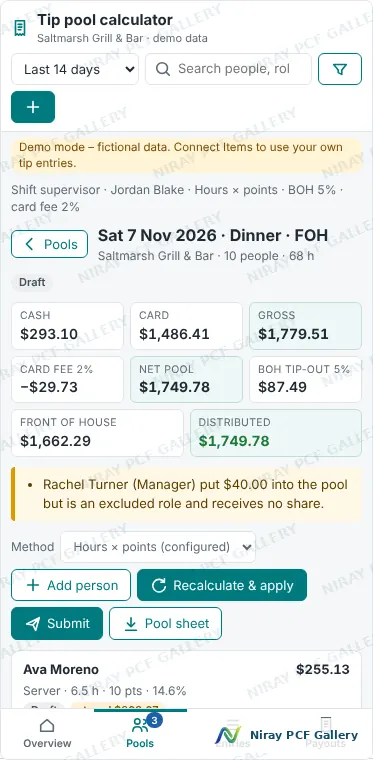 Tip pool calculator
Saltmarsh Grill & Bar · demo data
Last 14 days
Search people, rol
Demo mode – fictional data. Connect Items to use your own
tip entries.
Shift supervisor · Jordan Blake · Hours × points · BOH 5% ·
card fee 2%
Pools
Sat 7 Nov 2026 · Dinner · FOH
Saltmarsh Grill & Bar · 10 people · 68 h
Draft
CASH
$293.10
CARD
$1,486.41
GROSS
$1,779.51
CARD FEE 2%
−$29.73
NET POOL
$1,749.78
BOH TIP-OUT 5%
$87.49
FRONT OF HOUSE
$1,662.29
DISTRIBUTED
$1,749.78
• Rachel Turner (Manager) put $40.00 into the pool
but is an excluded role and receives no share.
Method
Hours × points (configured)
Add person
Recalculate & apply
Submit
Pool sheet
Ava Moreno
$255.13
Server · 6.5 h · 10 pts · 14.6%
Overview
3
Pools
Entries
Payouts
Niray PCF Gallery
NIRAY PCF GALLERY